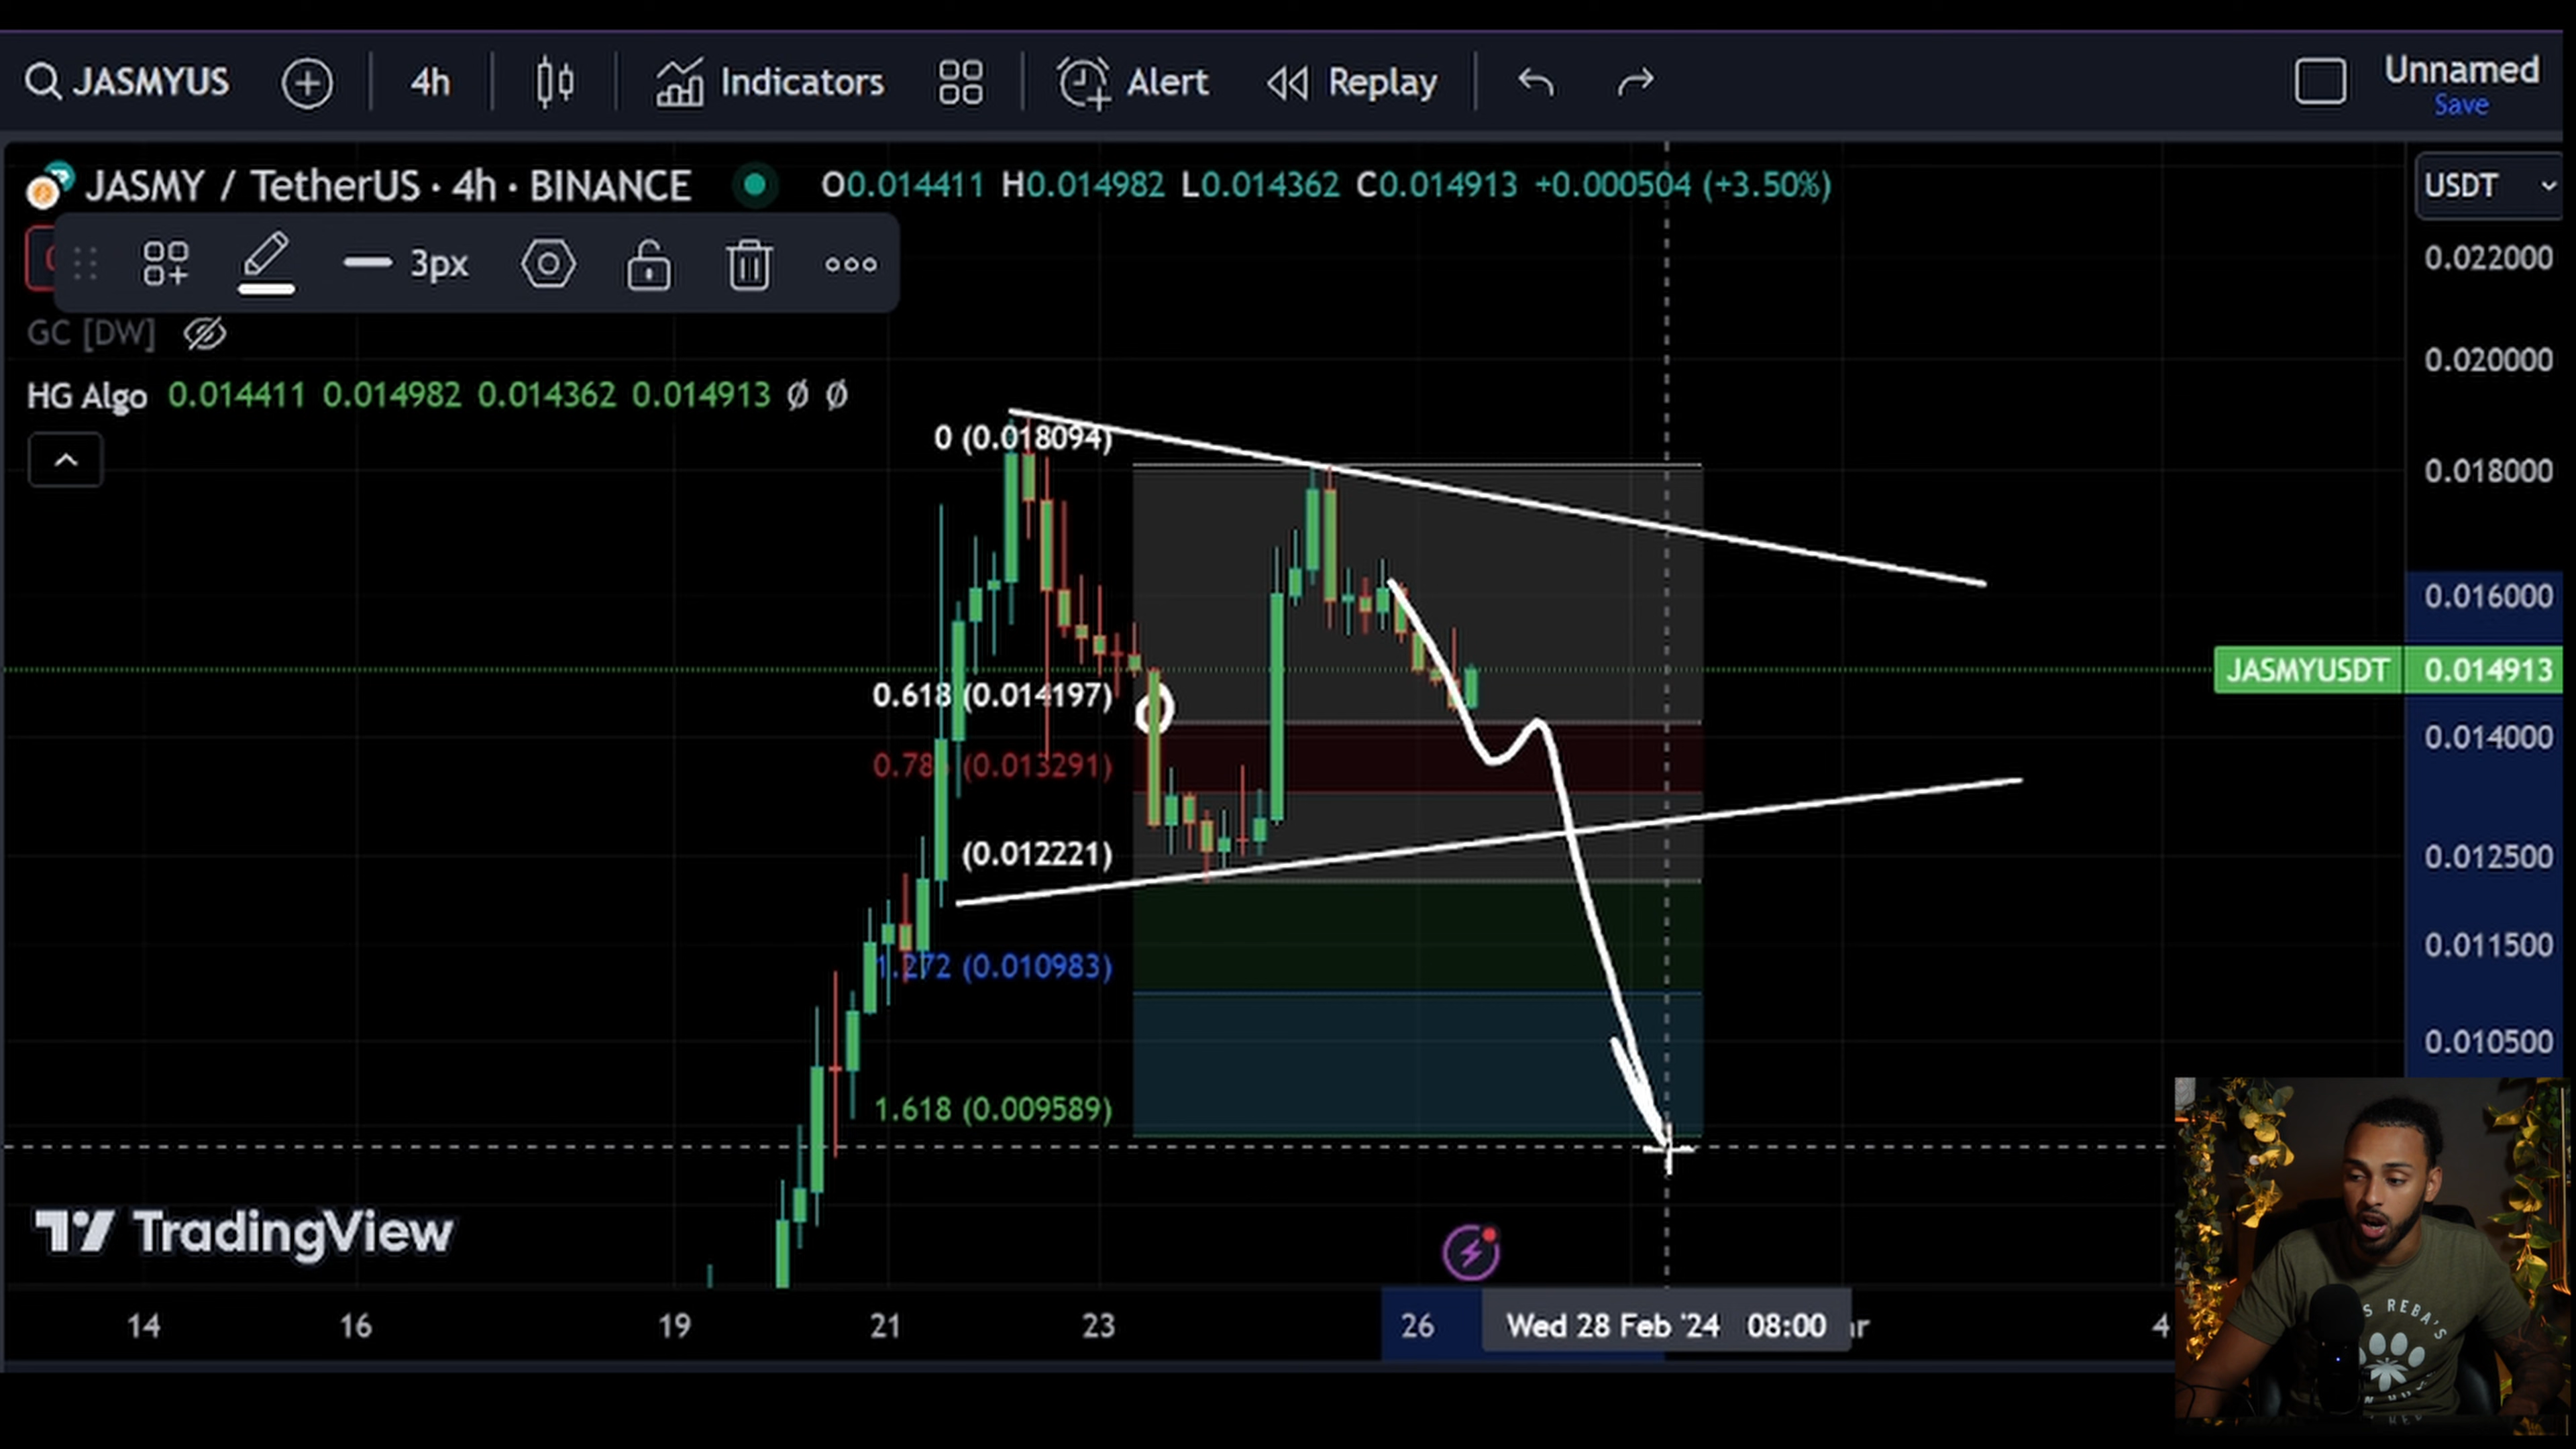 JASMYUS 4h Indicators Alert Replay Unnamed
Save
JASMY / TetherUS · 4h · BINANCE O0.014411 H0.014982 L0.014362 C0.014913 +0.000504 (+3.50%) USDT
3px
GC [DW]
HG Algo 0.014411 0.014982 0.014362 0.014913 Ø Ø
0 (0.018094)
0.618 (0.014197)
(0.013291)
(0.012221)
1.272 (0.010983)
1.618 (0.009589)
0.022000
0.020000
0.018000
0.016000
JASMYUSDT 0.014913
0.014000
0.012500
0.011500
0.010500
TradingView
14 16 19 21 23 26 Wed 28 Feb '24 08:00 4
S REBA'S